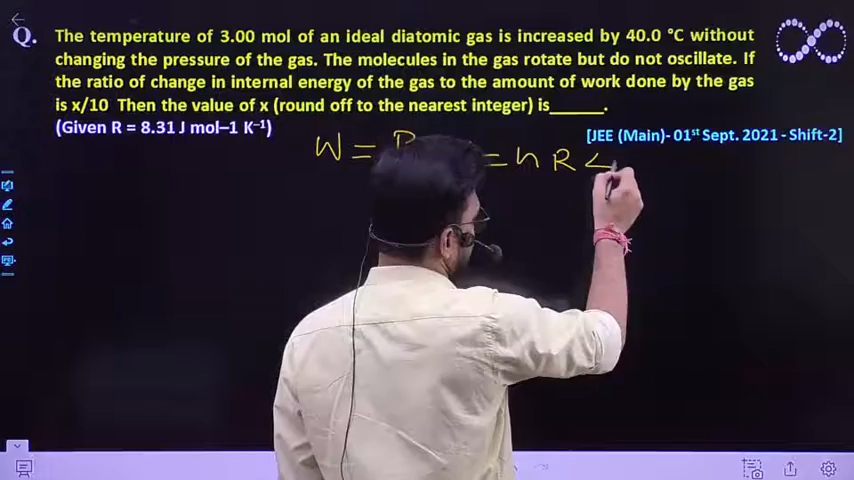 Q. The temperature of 3.00 mol of an ideal diatomic gas is increased by 40.0 °C without
changing the pressure of the gas. The molecules in the gas rotate but do not oscillate. If
the ratio of change in internal energy of the gas to the amount of work done by the gas
is x/10 Then the value of x (round off to the nearest integer) is_____.
(Given R = 8.31 J mol–1 K⁻¹)
[JEE (Main)- 01st Sept. 2021 - Shift-2]
W = P = n R